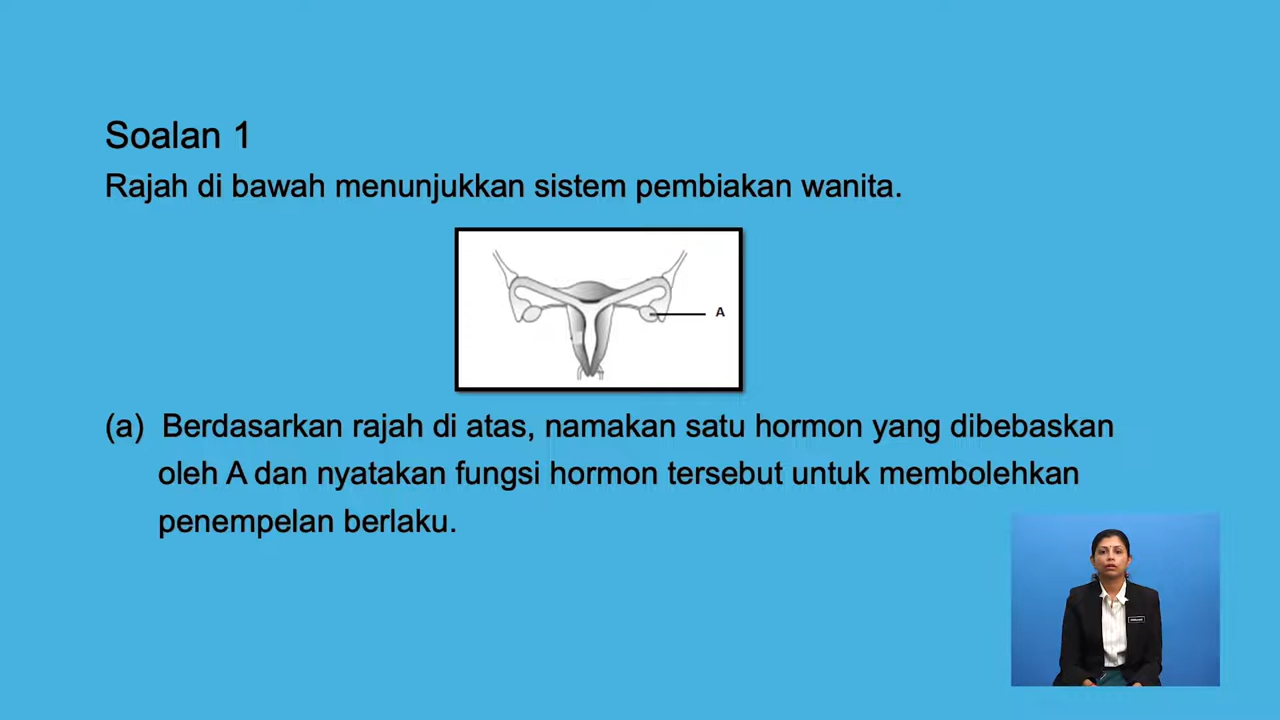 Soalan 1
Rajah di bawah menunjukkan sistem pembiakan wanita.
A
(a) Berdasarkan rajah di atas, namakan satu hormon yang dibebaskan
oleh A dan nyatakan fungsi hormon tersebut untuk membolehkan
penempelan berlaku.